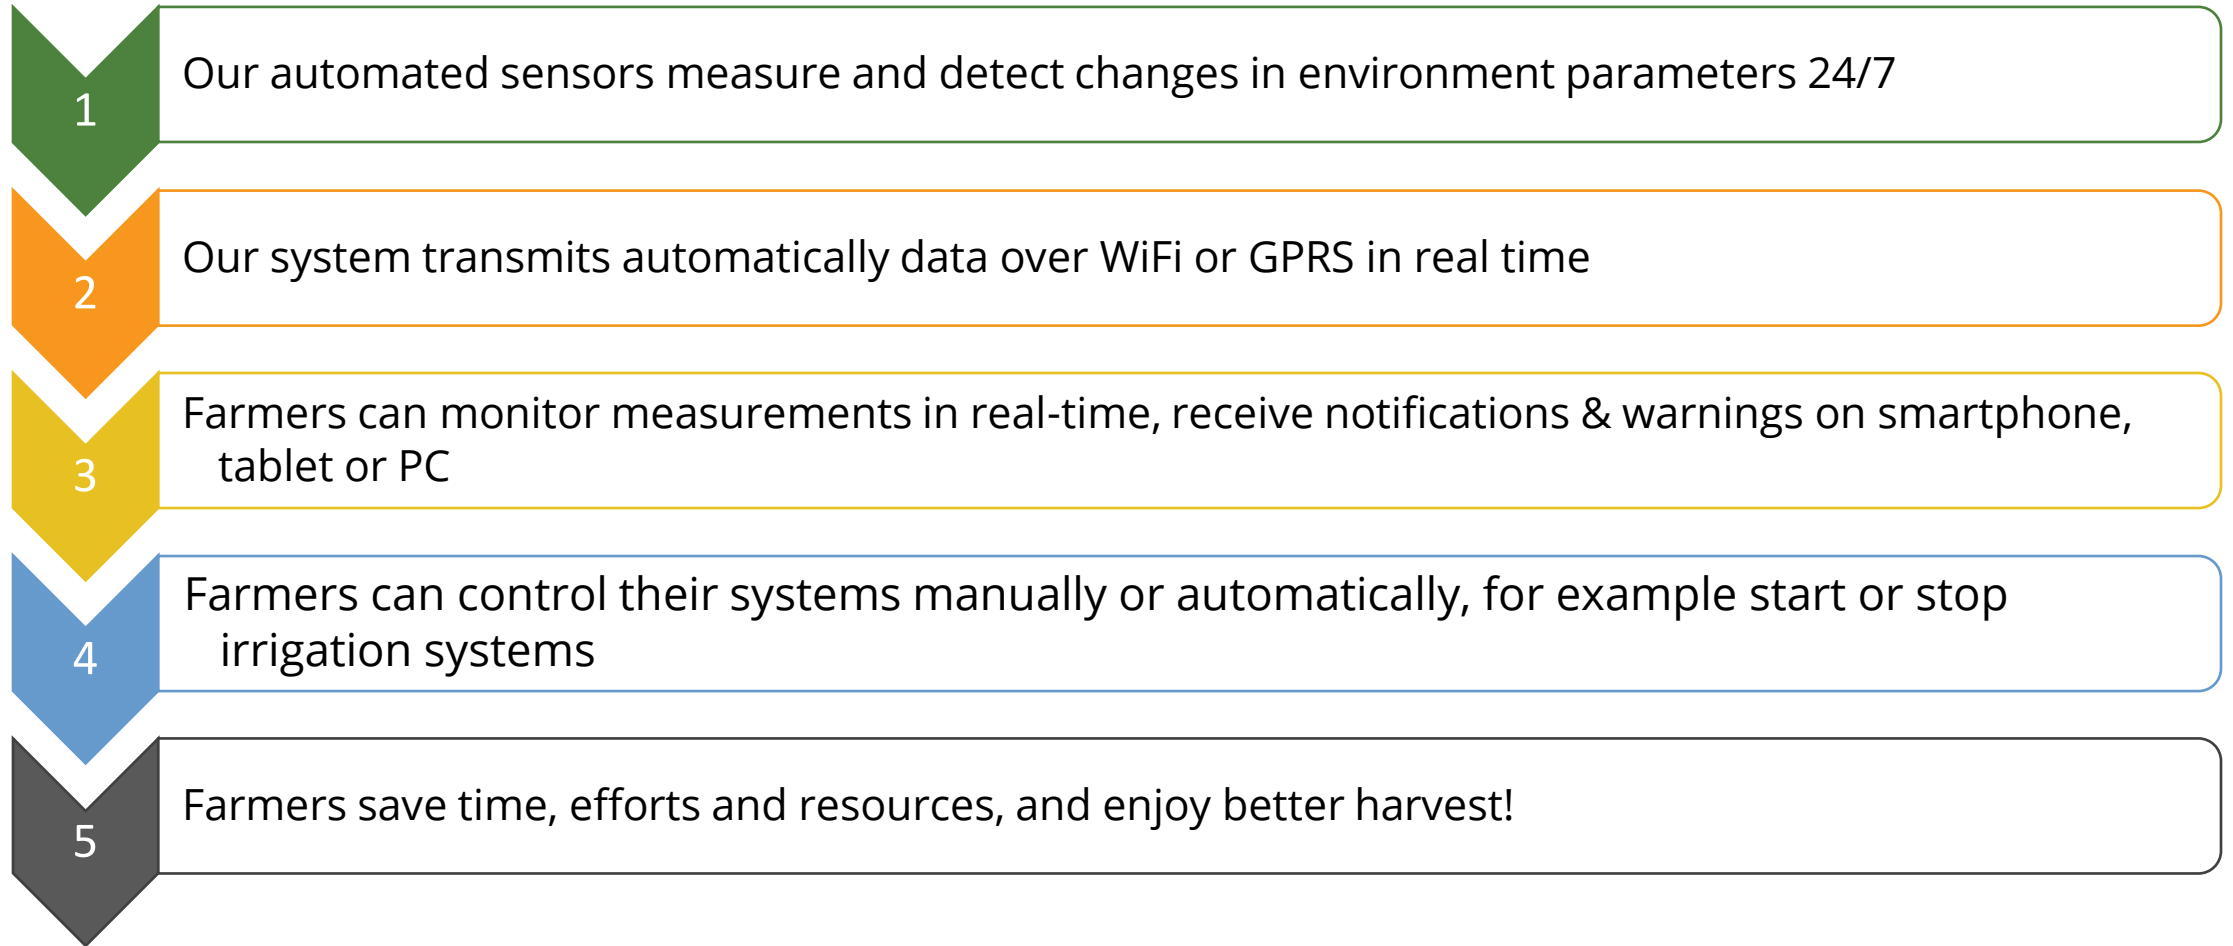 1
Our automated sensors measure and detect changes in environment parameters 24/7
2
Our system transmits automatically data over WiFi or GPRS in real time
3
Farmers can monitor measurements in real-time, receive notifications & warnings on smartphone,
tablet or PC
4
Farmers can control their systems manually or automatically, for example start or stop
irrigation systems
5
Farmers save time, efforts and resources, and enjoy better harvest!